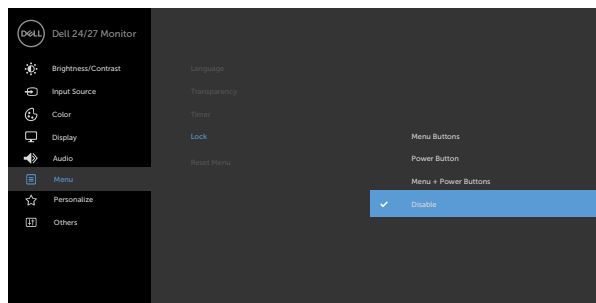 DELL Dell 24/27 Monitor
Brightness/Contrast Language
Input Source Transparency
Color Timer
Display Lock Menu Buttons
Audio Reset Menu Power Button
Menu Menu + Power Buttons
Personalize Disable
Others